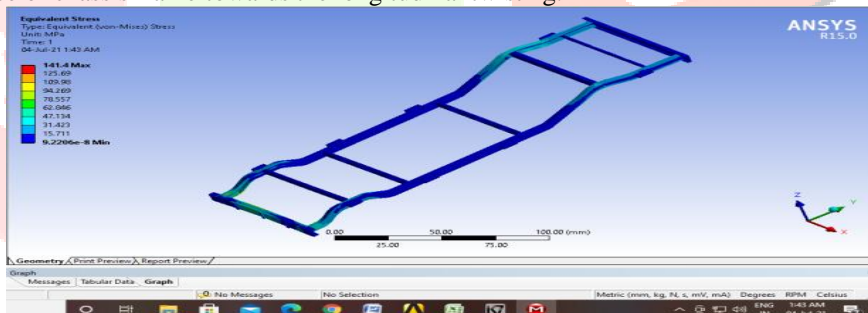 Equivalent Stress
Type: Equivalent (von-Mises) Stress
Unit: MPa
Time: 1
04-Jul-21 1:43 AM
141.4 Max
125.69
109.98
94.269
78.557
62.846
47.134
31.423
15.711
9.2206e-8 Min
ANSYS
R15.0
Z
Y
X
0.00 50.00 100.00 (mm)
25.00 75.00
Geometry Print Preview Report Preview
Graph
Messages Tabular Data Graph
No Messages No Selection Metric (mm, kg, N, s, mV, mA) Degrees RPM Celsius
ENG 1:43 AM